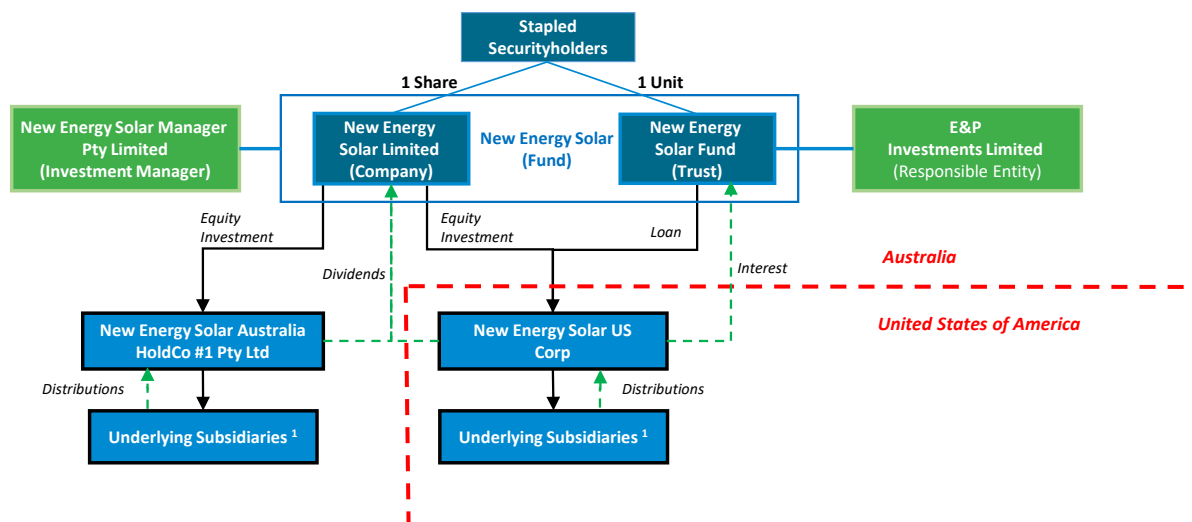 Stapled
Securityholders
1 Share
1 Unit
New Energy Solar Manager
Pty Limited
(Investment Manager)
New Energy
Solar Limited
(Company)
New Energy Solar
(Fund)
New Energy
Solar Fund
(Trust)
E&P
Investments Limited
(Responsible Entity)
Equity
Investment
Equity
Investment
Loan
Dividends
Interest
Australia
United States of America
New Energy Solar Australia
HoldCo #1 Pty Ltd
New Energy Solar US
Corp
Distributions
Distributions
Underlying Subsidiaries 1
Underlying Subsidiaries 1